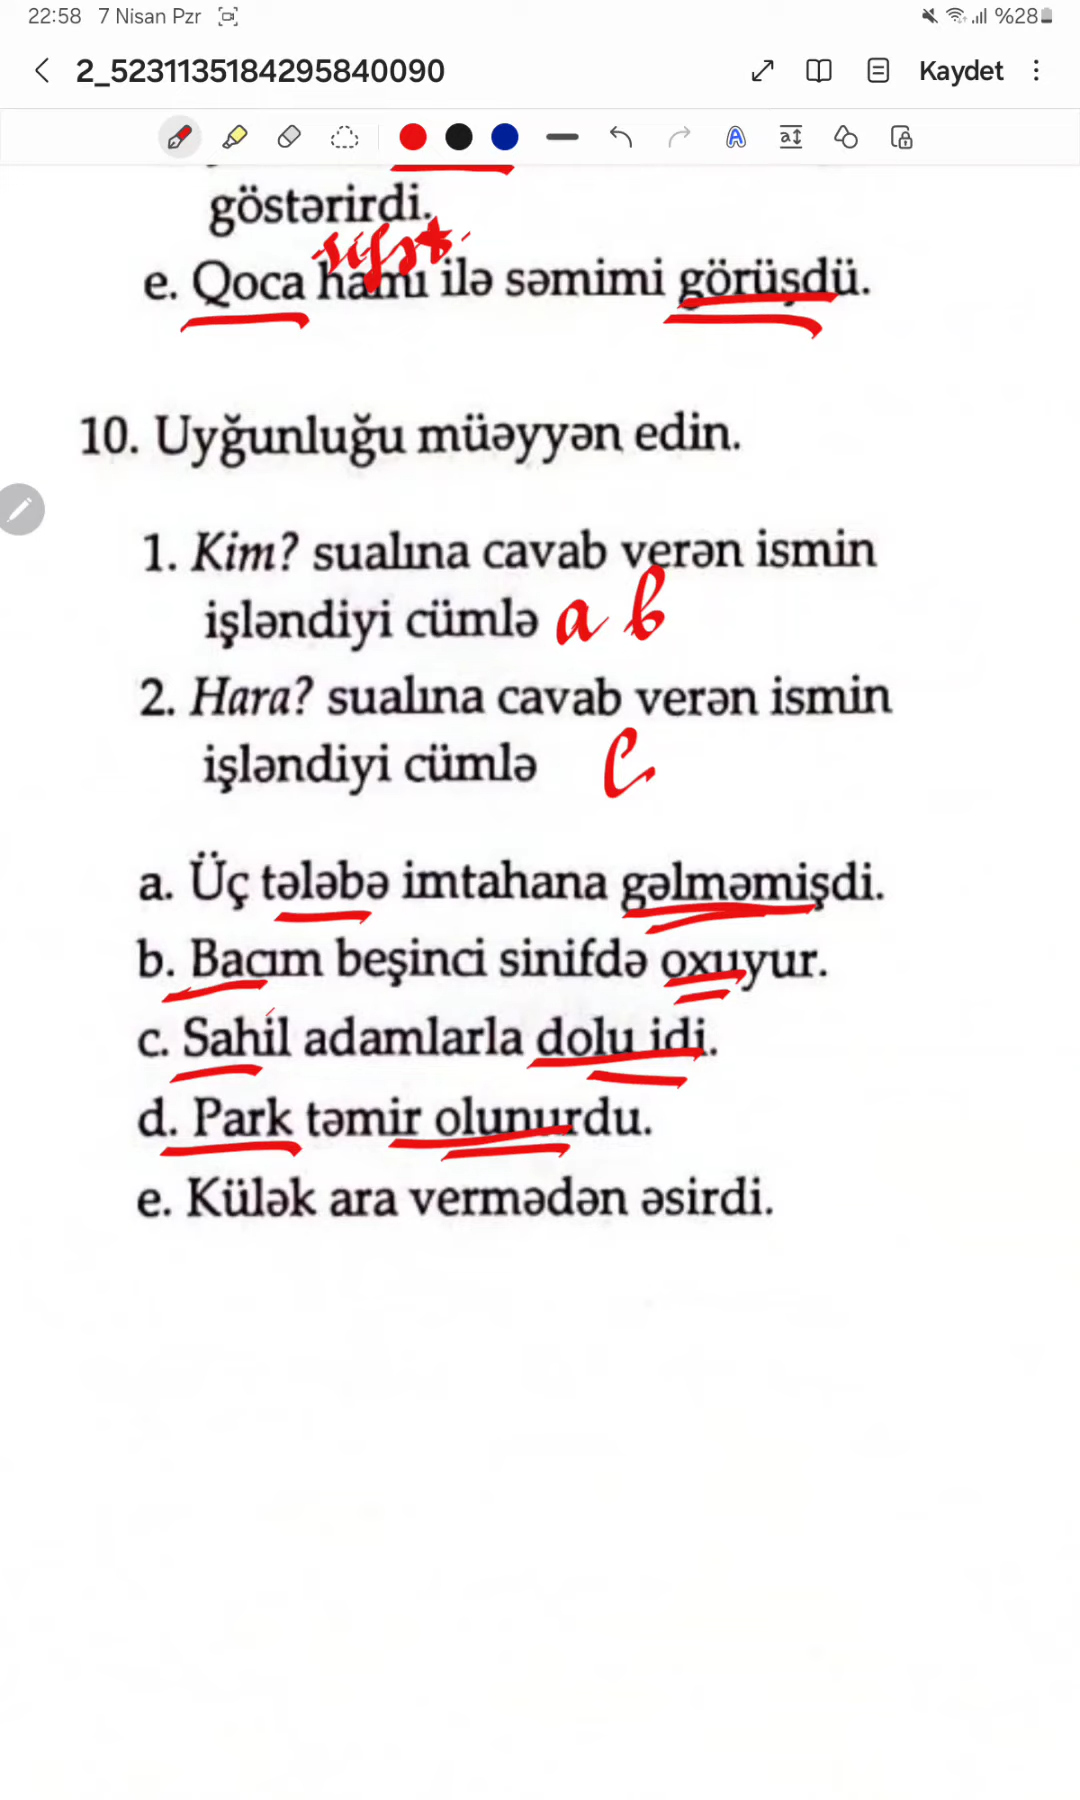 22:58 7 Nisan Pzr %28
2_5231135184295840090 Kaydet
göstərirdi.
sifət
e. Qoca hamı ilə səmimi görüşdü.
10. Uyğunluğu müəyyən edin.
1. Kim? sualına cavab verən ismin
işləndiyi cümlə a b
2. Hara? sualına cavab verən ismin
işləndiyi cümlə c
a. Üç tələbə imtahana gəlməmişdi.
b. Bacım beşinci sinifdə oxuyur.
c. Sahil adamlarla dolu idi.
d. Park təmir olunurdu.
e. Külək ara vermədən əsirdi.